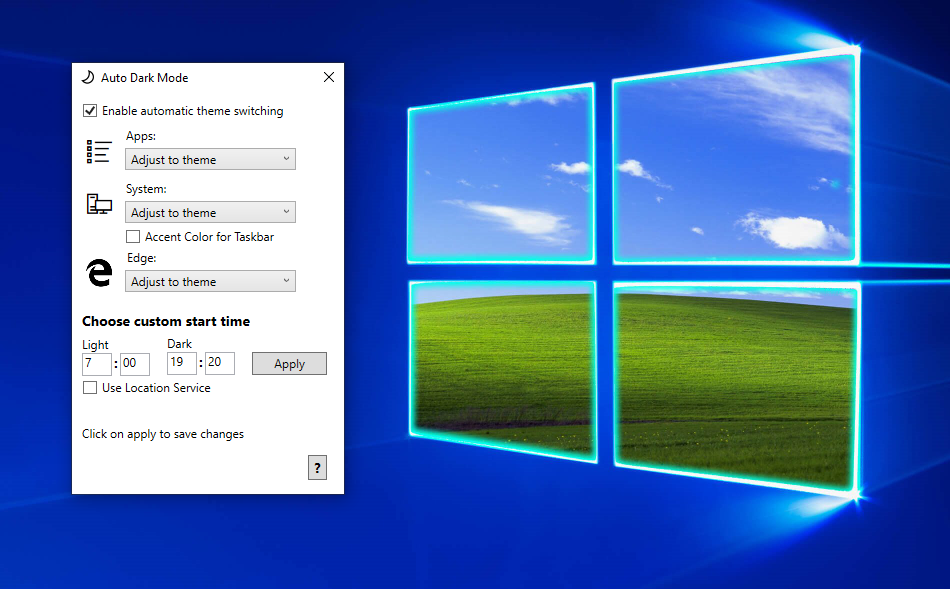 Auto Dark Mode
Enable automatic theme switching
Apps:
Adjust to theme
System:
Adjust to theme
Accent Color for Taskbar
Edge:
Adjust to theme
Choose custom start time
Light Dark
7 : 00 19 : 20 Apply
Use Location Service
Click on apply to save changes
?